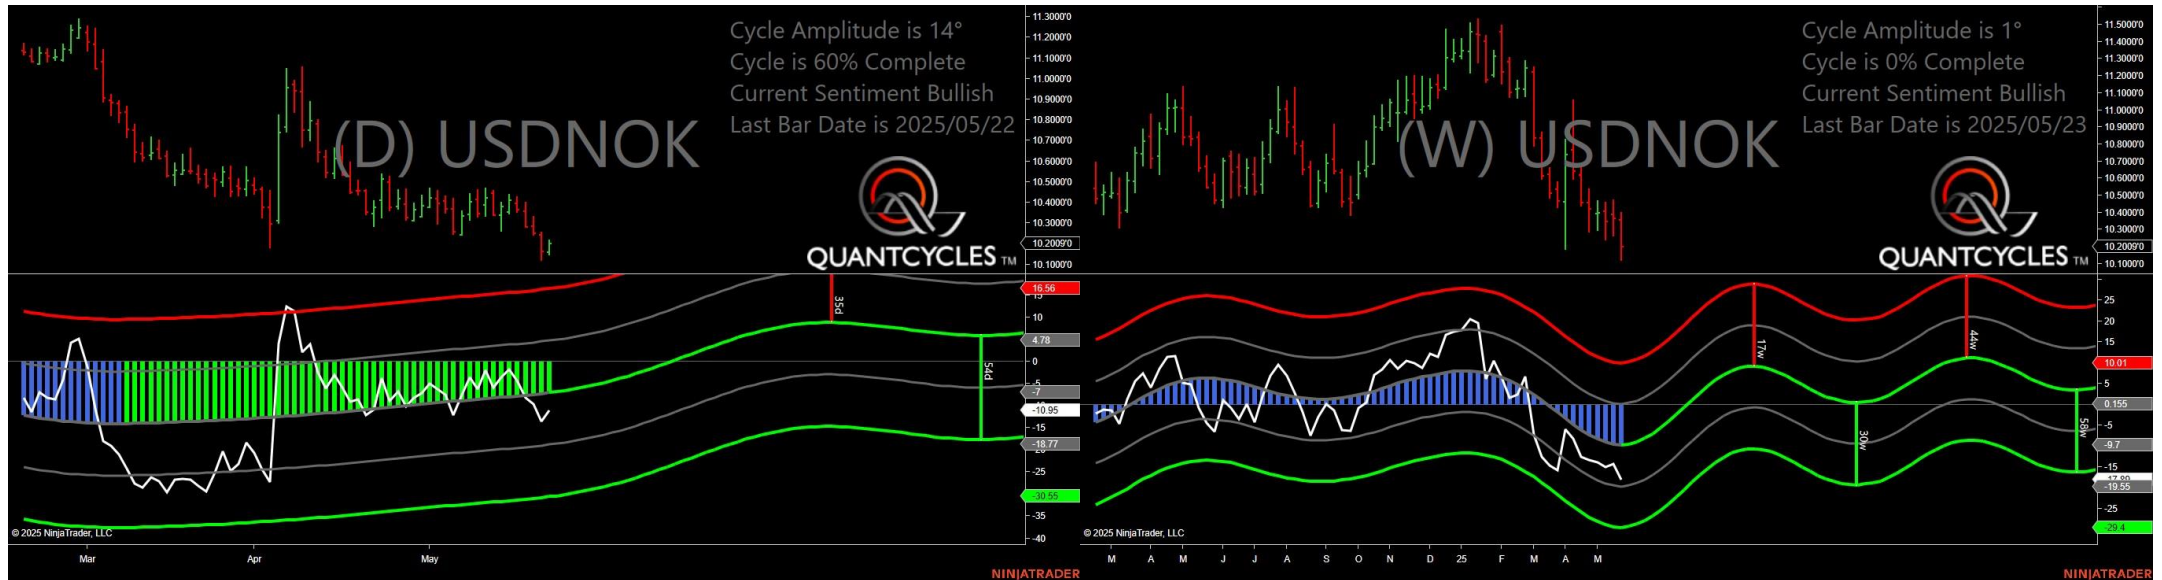 Cycle Amplitude is 14°
Cycle is 60% Complete
Current Sentiment Bullish
Last Bar Date is 2025/05/22
(D) USDNOK
QUANTCYCLES TM
11.3000'0
11.2000'0
11.1000'0
11.0000'0
10.9000'0
10.8000'0
10.7000'0
10.6000'0
10.5000'0
10.4000'0
10.3000'0
10.2009'0
10.1000'0
35d
54d
16.56
15
10
4.78
0
-5
-7
-10.95
-15
-18.77
-25
-30.55
-35
-40
© 2025 NinjaTrader, LLC
Mar Apr May
NINJATRADER
Cycle Amplitude is 1°
Cycle is 0% Complete
Current Sentiment Bullish
Last Bar Date is 2025/05/23
(W) USDNOK
QUANTCYCLES TM
11.5000'0
11.4000'0
11.3000'0
11.2000'0
11.1000'0
11.0000'0
10.9000'0
10.8000'0
10.7000'0
10.6000'0
10.5000'0
10.4000'0
10.3000'0
10.2009'0
10.1000'0
17w
44w
30w
58w
25
20
15
10.01
5
0.155
-5
-9.7
-15
-19.55
-25
-29.4
© 2025 NinjaTrader, LLC
M A M J J A S O N D 25 F M A M
NINJATRADER